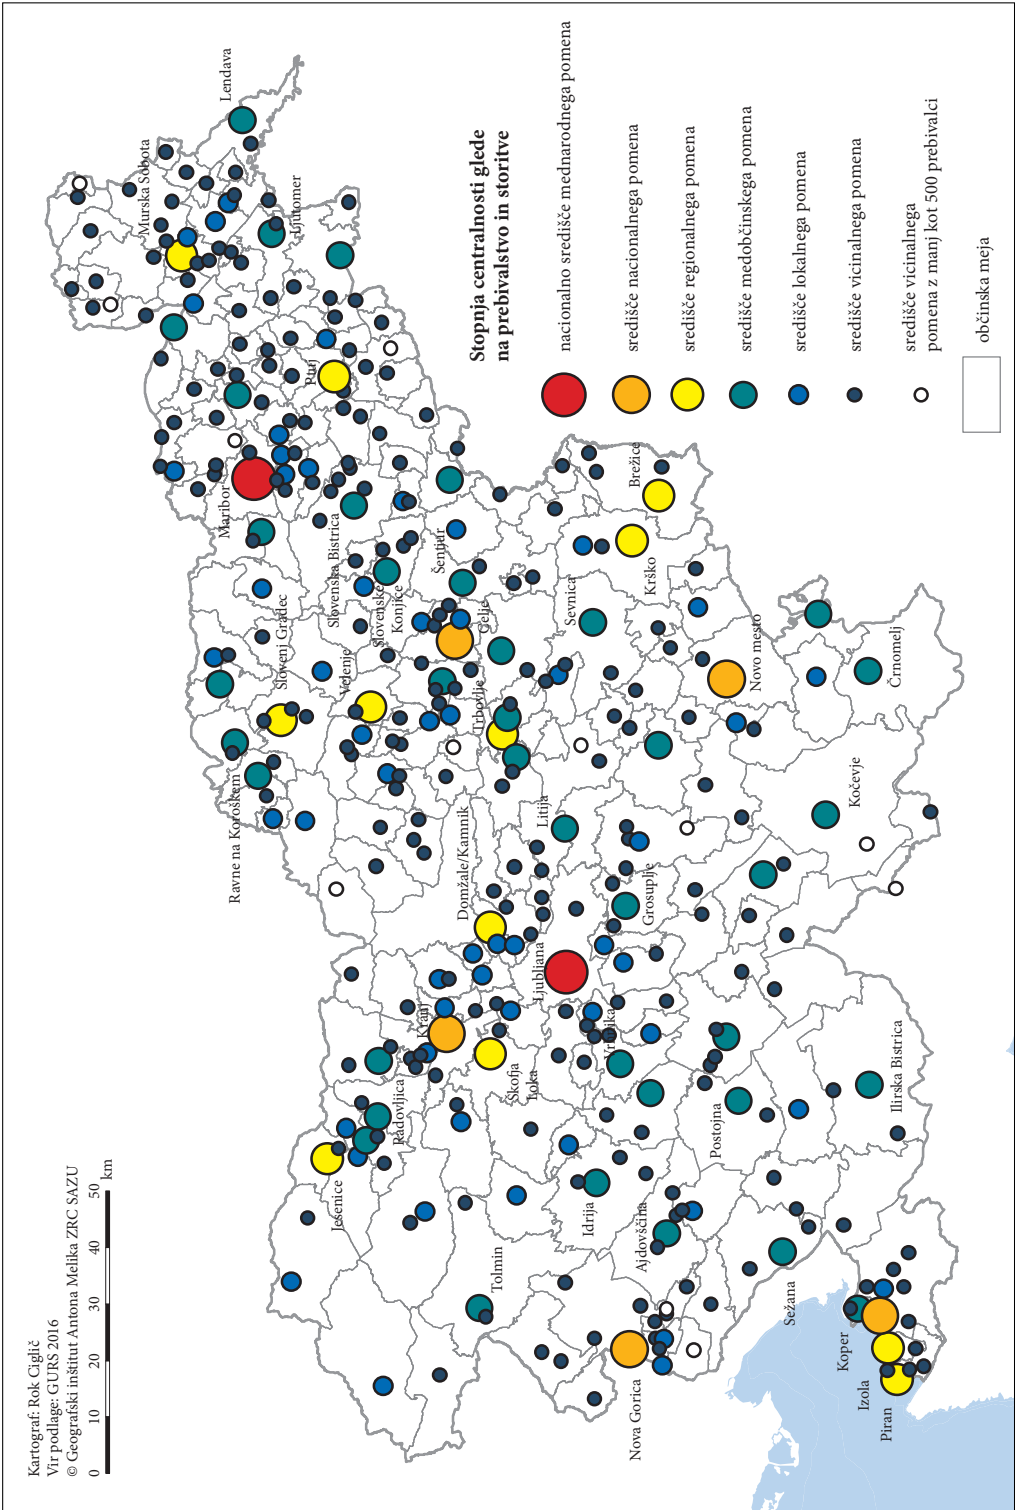 Kartograf: Rok Ciglič
Vir podlage: GURS 2016
© Geografski inštitut Antona Melika ZRC SAZU
0 10 20 30 40 50 km
Stopnja centralnosti glede
na prebivalstvo in storitve
nacionalno središče mednarodnega pomena
središče nacionalnega pomena
središče regionalnega pomena
središče medobčinskega pomena
središče lokalnega pomena
središče vicinalnega pomena
središče vicinalnega
pomena z manj kot 500 prebivalci
občinska meja
Lendava
Murska Sobota
Ljutomer
Ptuj
Maribor
Slovenska Bistrica
Slovenske
Konjice
Šentjur
Celje
Slovenj Gradec
Velenje
Ravne na Koroškem
Trbovlje
Brežice
Krško
Sevnica
Novo mesto
Črnomelj
Kočevje
Litija
Domžale/Kamnik
Grosuplje
Ljubljana
Kranj
Škofja
Loka
Vrhnika
Radovljica
Jesenice
Idrija
Tolmin
Ajdovščina
Postojna
Ilirska Bistrica
Nova Gorica
Sežana
Koper
Izola
Piran